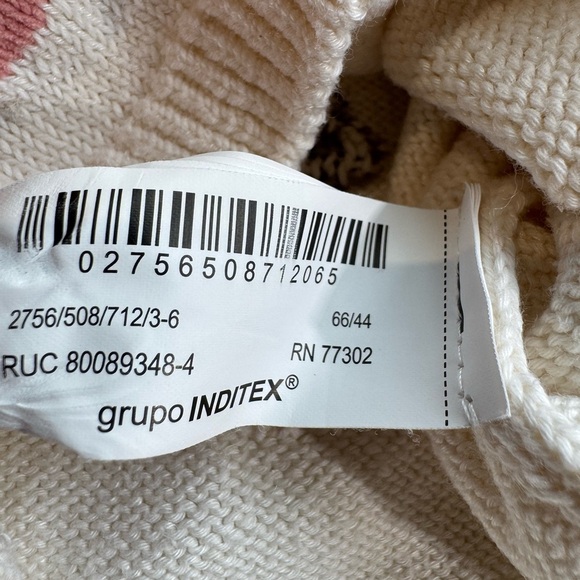 02756508712065
2756/508/712/3-6 66/44
RUC 80089348-4 RN 77302
grupo INDITEX®